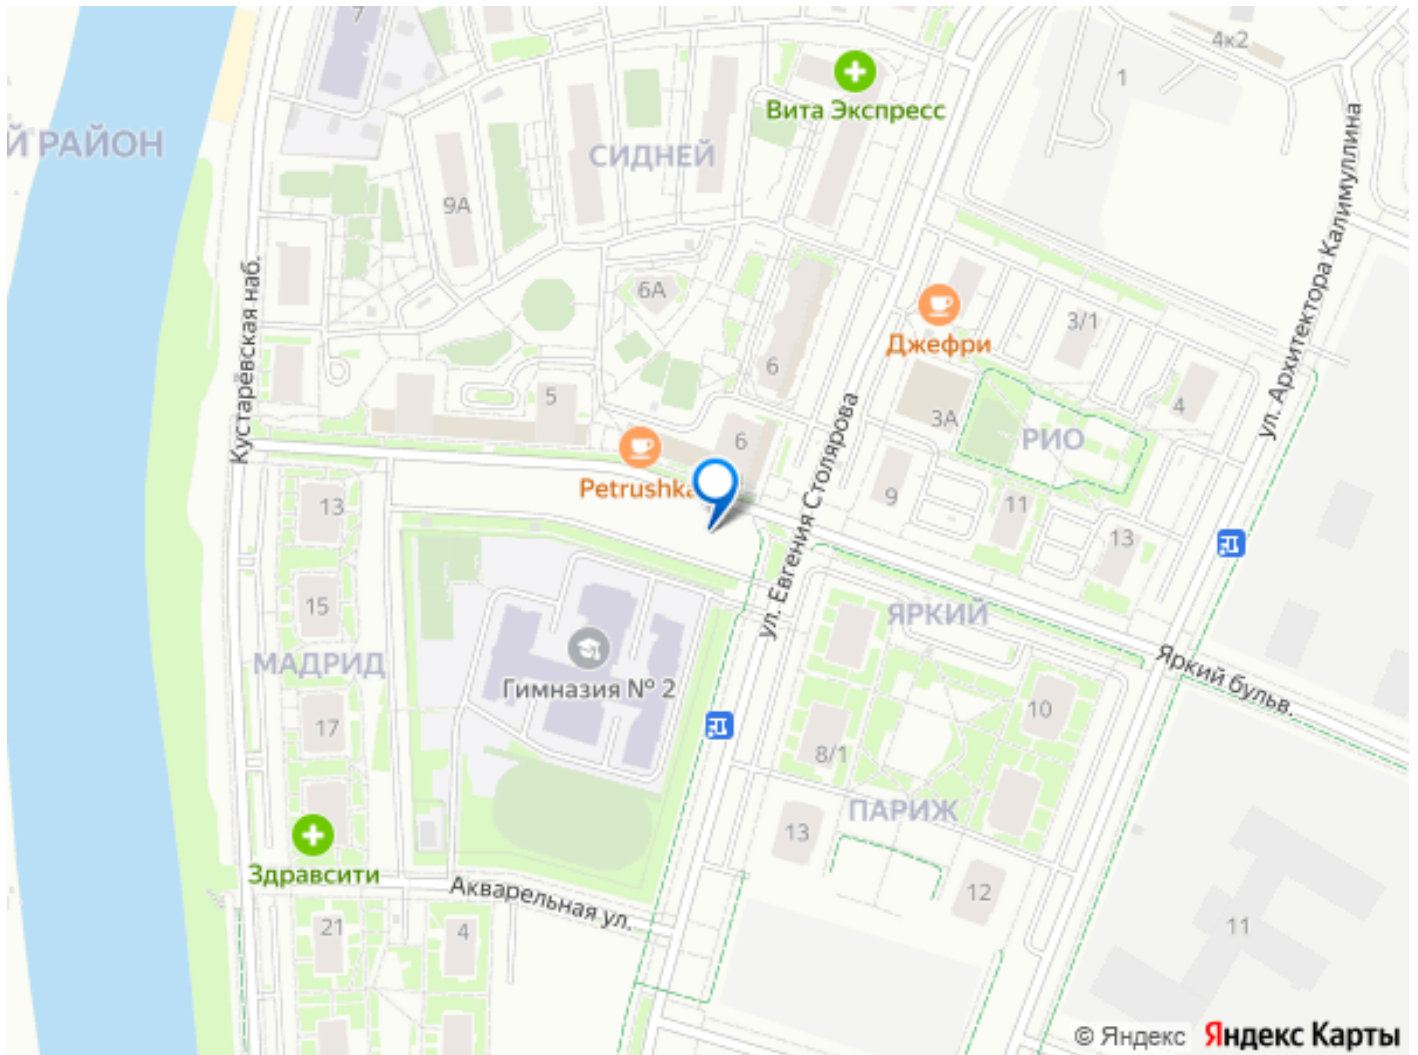 7
4к2
1
Вита Экспресс
Й РАЙОН
СИДНЕЙ
9А
ул. Архитектора Калимуллина
Кустарёвская наб.
6А
3/1
Джефри
6
5
4
3А
РИО
6
ул. Евгения Столярова
Petrushka
9
11
13
13
15
ЯРКИЙ
МАДРИД
Яркий бульв.
Гимназия № 2
10
17
8/1
ПАРИЖ
13
Здравсити
Акварельная ул.
12
21
4
11
© Яндекс Яндекс Карты